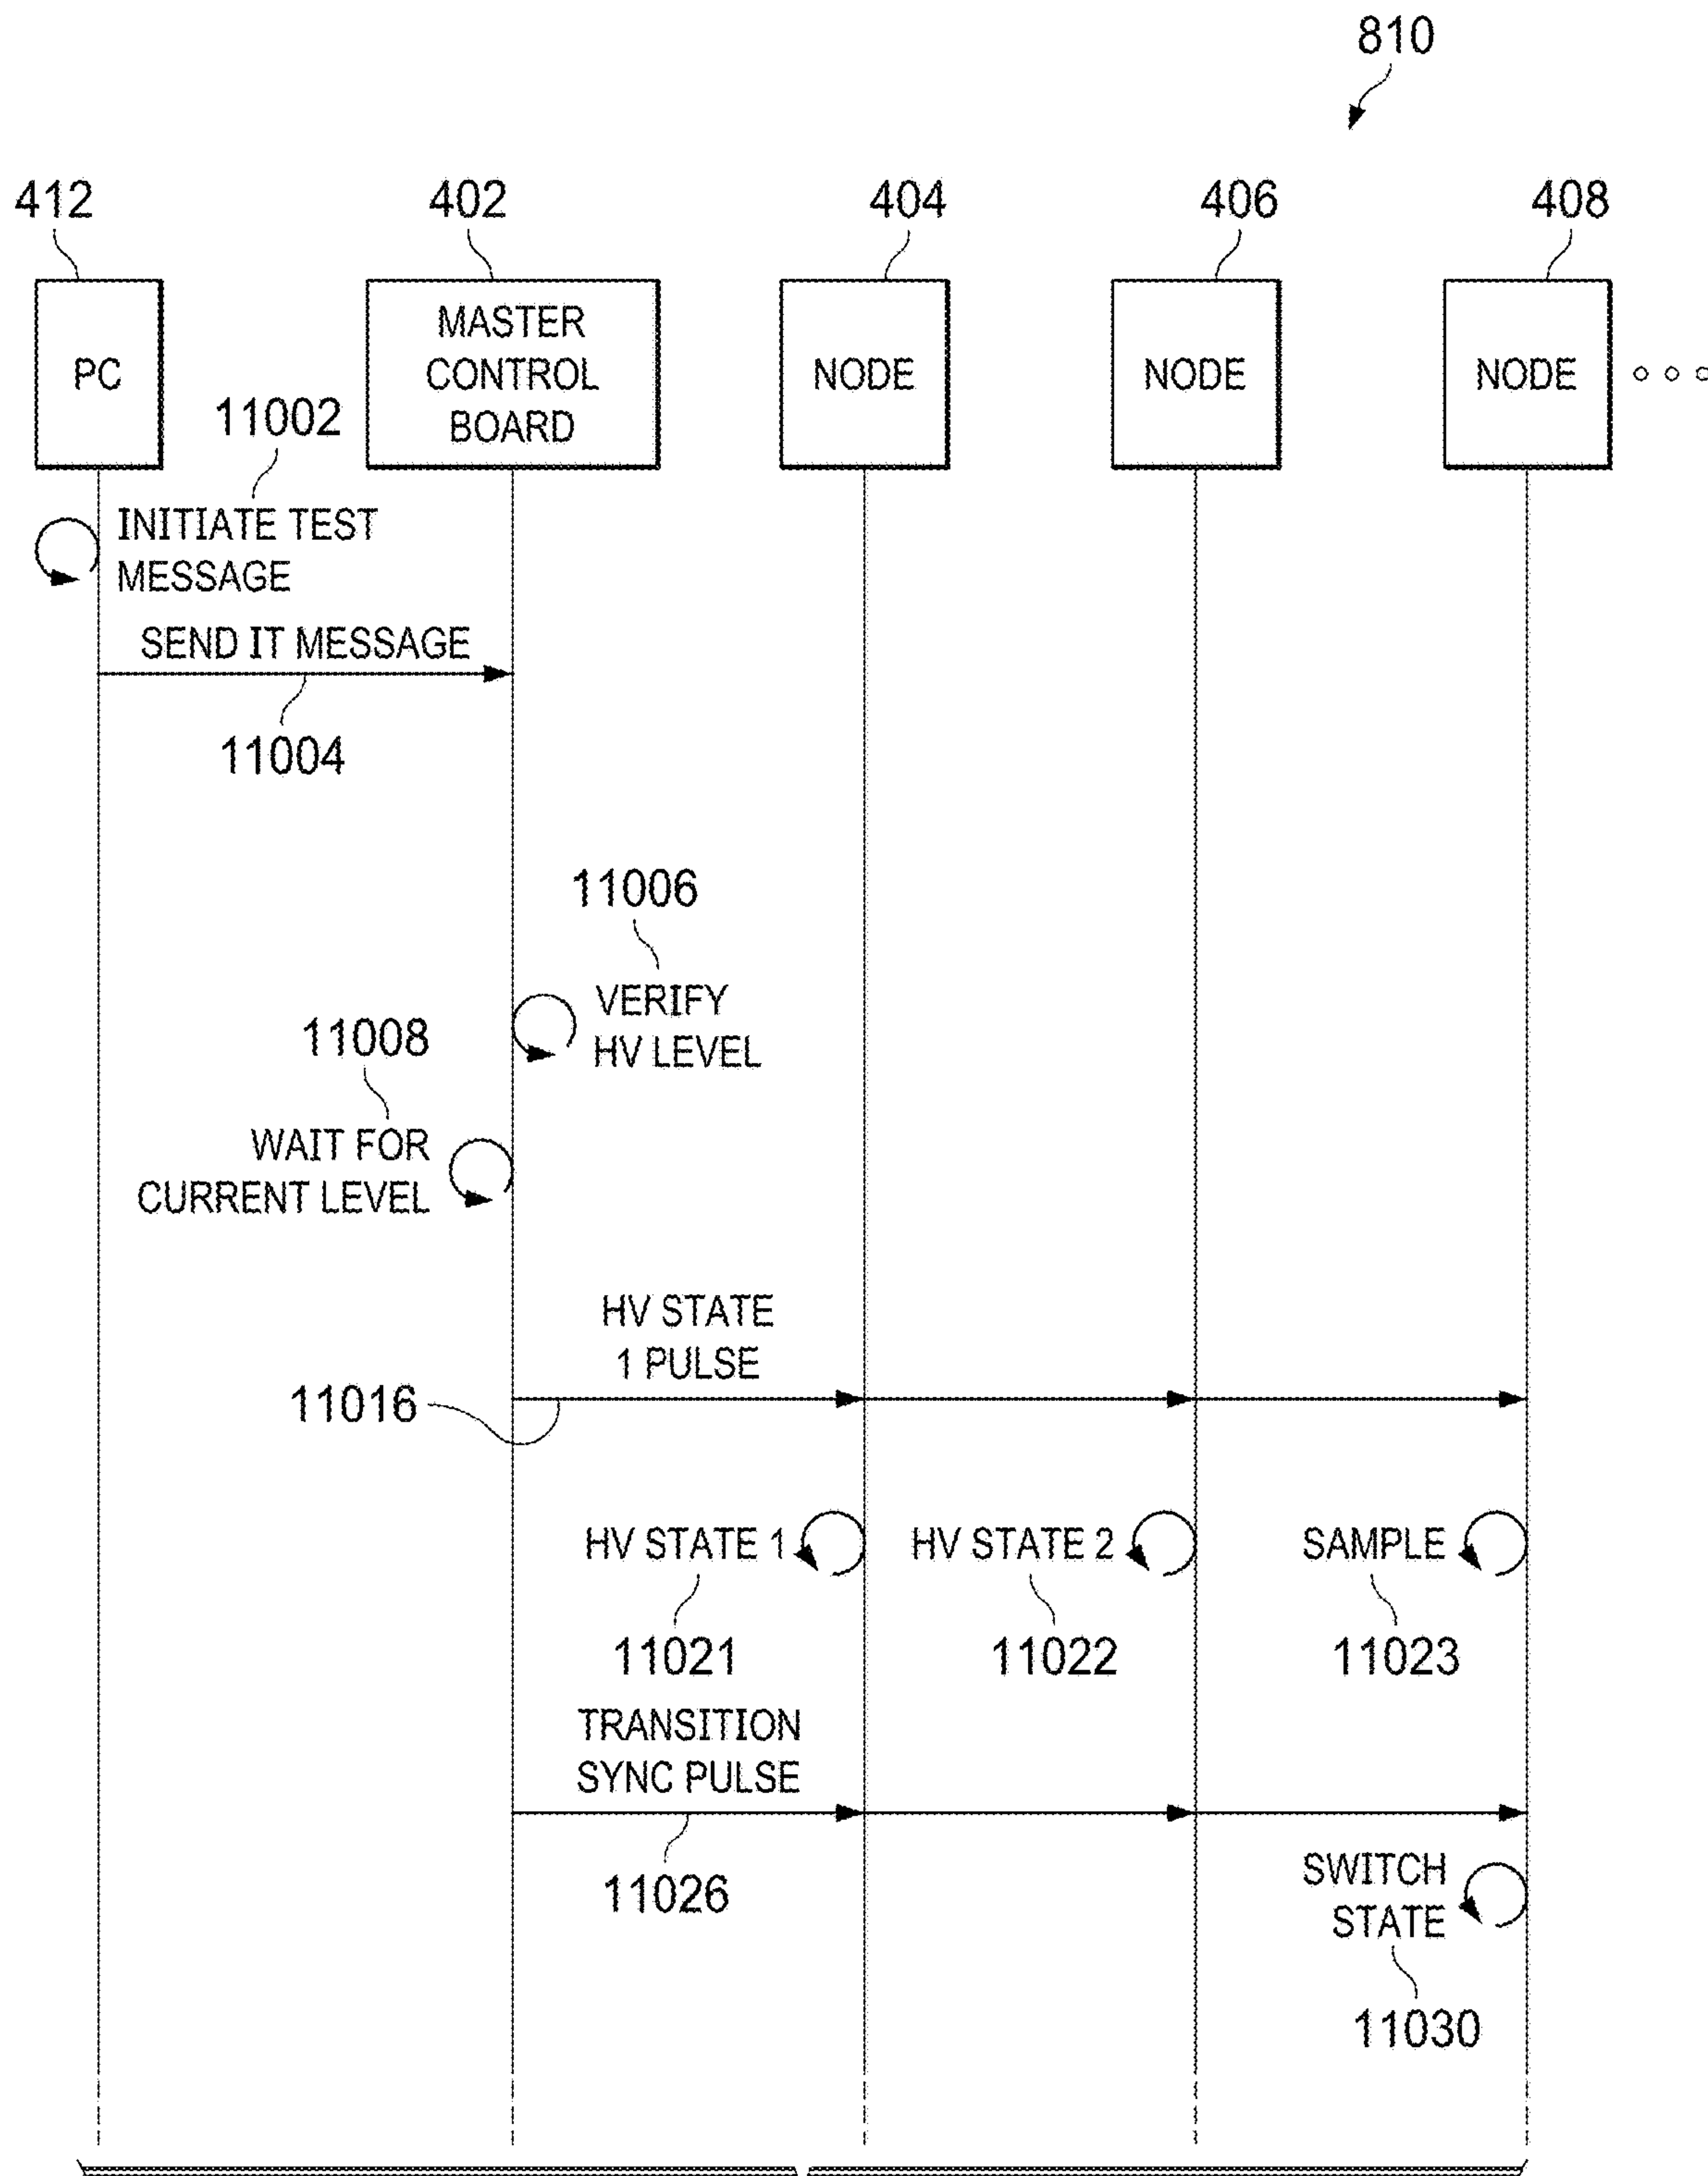 810
412
402
404
406
408
PC
MASTER
CONTROL
BOARD
NODE
NODE
NODE
11002
INITIATE TEST
MESSAGE
SEND IT MESSAGE
11004
11006
VERIFY
HV LEVEL
11008
WAIT FOR
CURRENT LEVEL
HV STATE
1 PULSE
11016
HV STATE 1
HV STATE 2
SAMPLE
11021
11022
11023
TRANSITION
SYNC PULSE
11026
SWITCH
STATE
11030